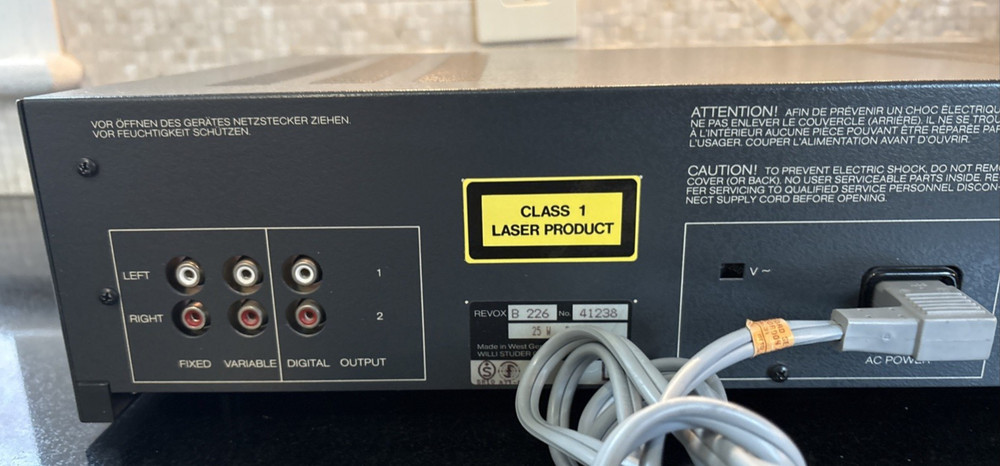 VOR ÖFFNEN DES GERÄTES NETZSTECKER ZIEHEN.
VOR FEUCHTIGKEIT SCHÜTZEN.
ATTENTION! AFIN DE PRÉVENIR UN CHOC ÉLECTRIQU
NE PAS ENLEVER LE COUVERCLE (ARRIÈRE). IL NE SE TROU
À L'INTÉRIEUR AUCUNE PIÈCE POUVANT ÊTRE RÉPARÉE PA
L'USAGER. COUPER L'ALIMENTATION AVANT D'OUVRIR.
CAUTION! TO PREVENT ELECTRIC SHOCK, DO NOT REM
COVER (OR BACK). NO USER SERVICEABLE PARTS INSIDE. RE
FER SERVICING TO QUALIFIED SERVICE PERSONNEL. DISCON-
NECT SUPPLY CORD BEFORE OPENING.
CLASS 1
LASER PRODUCT
LEFT
1
RIGHT
2
FIXED VARIABLE DIGITAL OUTPUT
REVOX B 226 No. 41238
25 W
Made in West Ge
WILLI STUDER
V ~
AC POWER